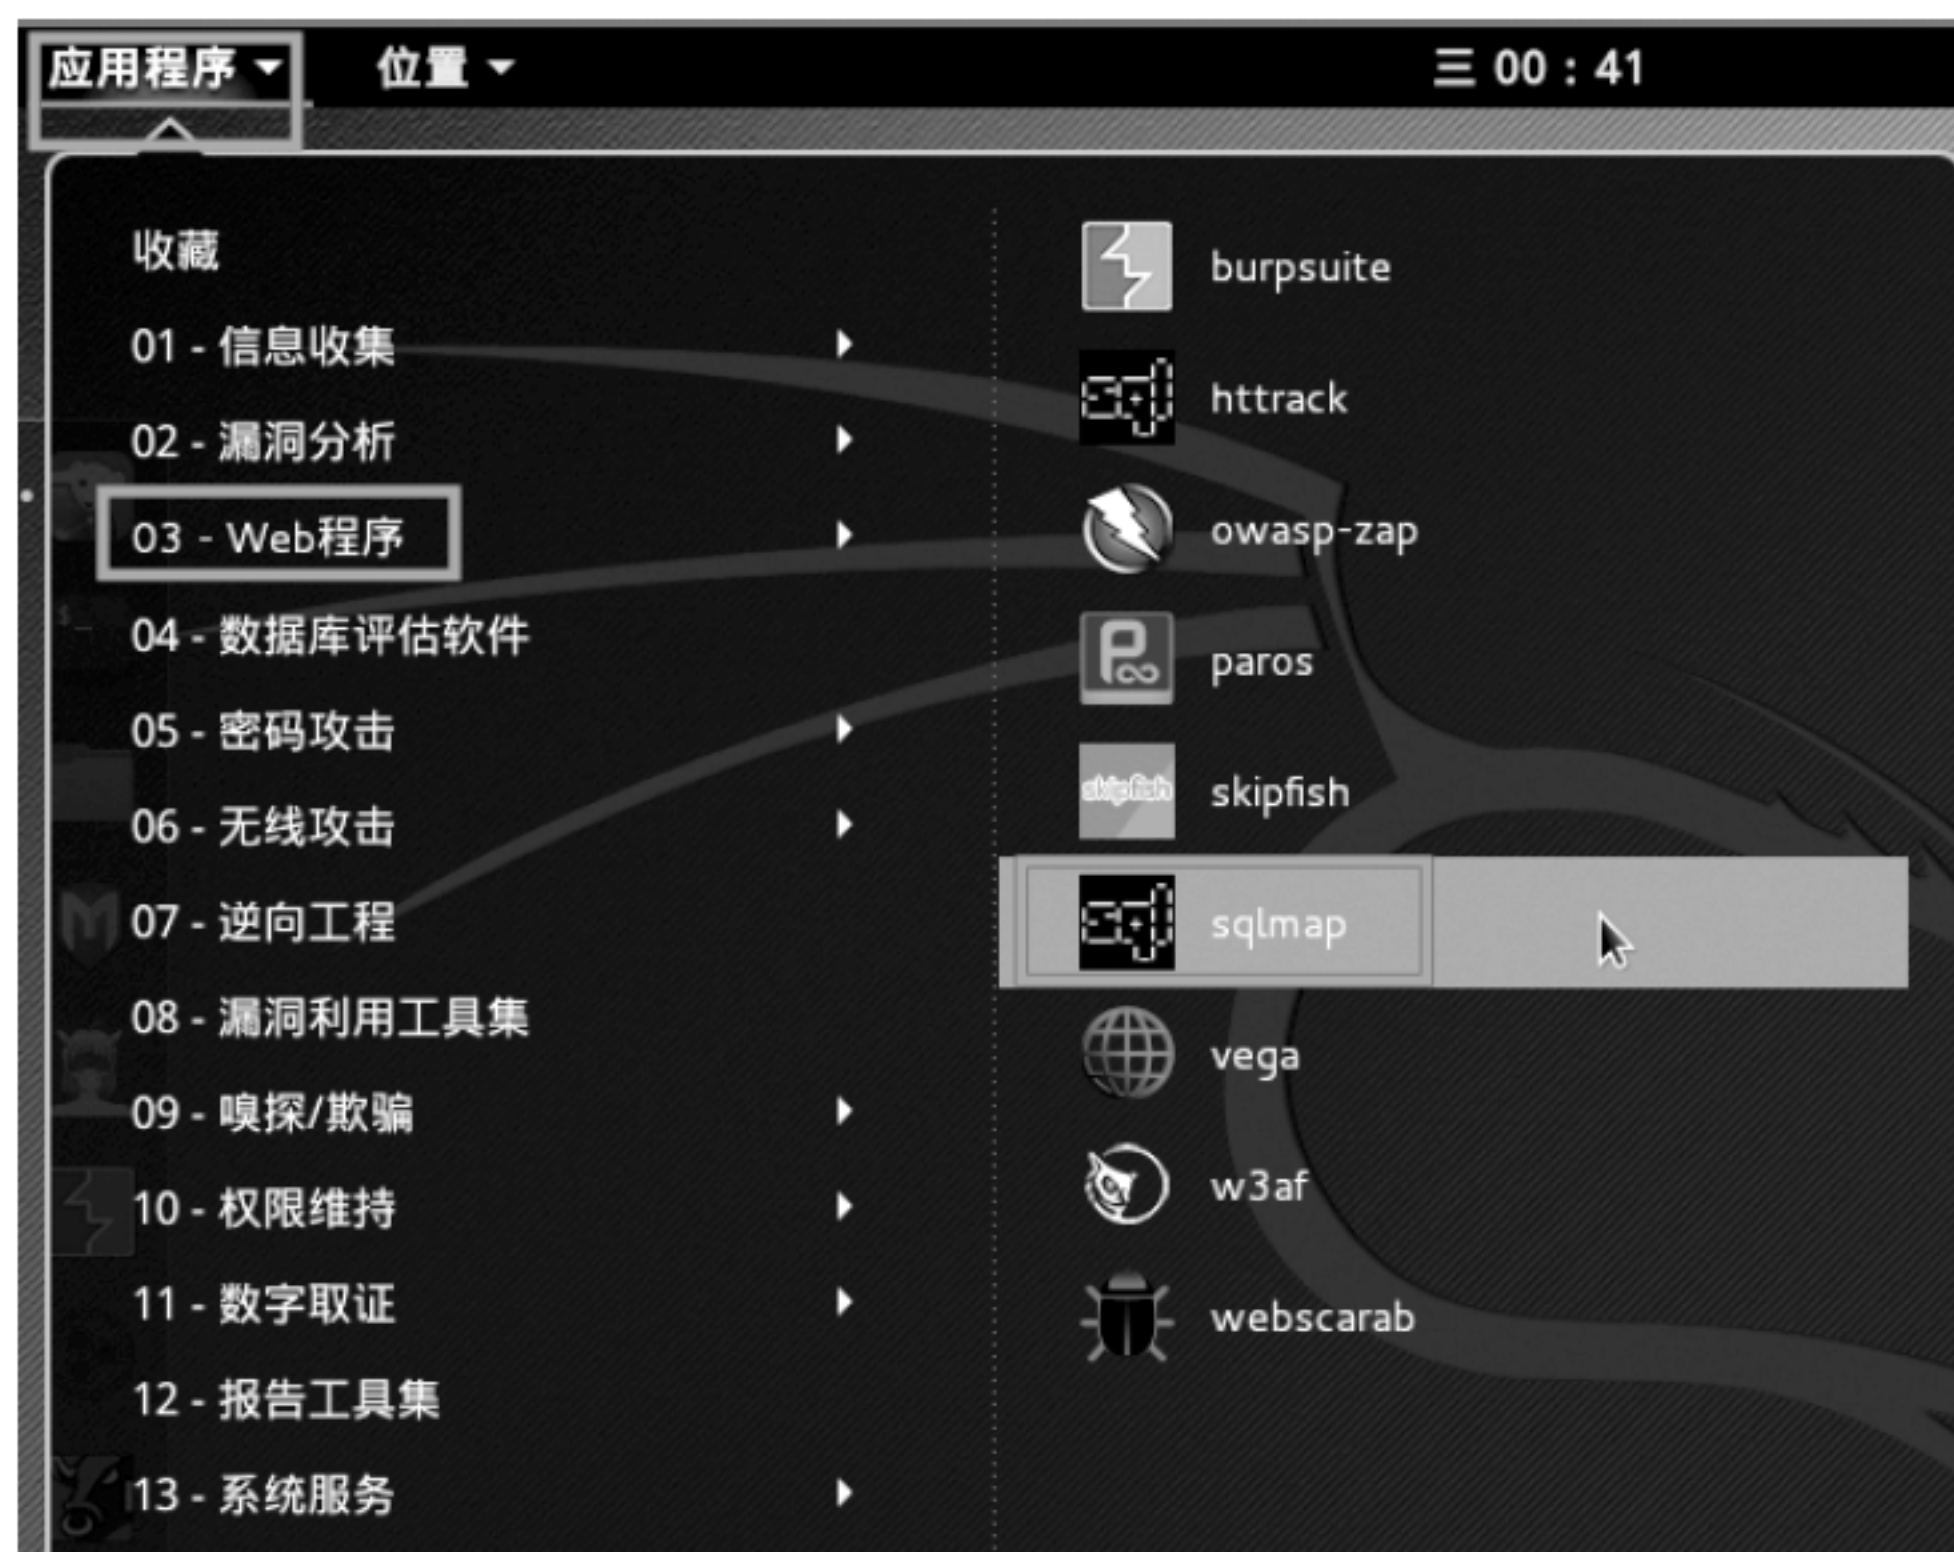 应用程序 位置 三 00 : 41
收藏
01 - 信息收集
02 - 漏洞分析
03 - Web程序
04 - 数据库评估软件
05 - 密码攻击
06 - 无线攻击
07 - 逆向工程
08 - 漏洞利用工具集
09 - 嗅探/欺骗
10 - 权限维持
11 - 数字取证
12 - 报告工具集
13 - 系统服务
burpsuite
httrack
owasp-zap
paros
skipfish
skipfish
sqlmap
vega
w3af
webscarab